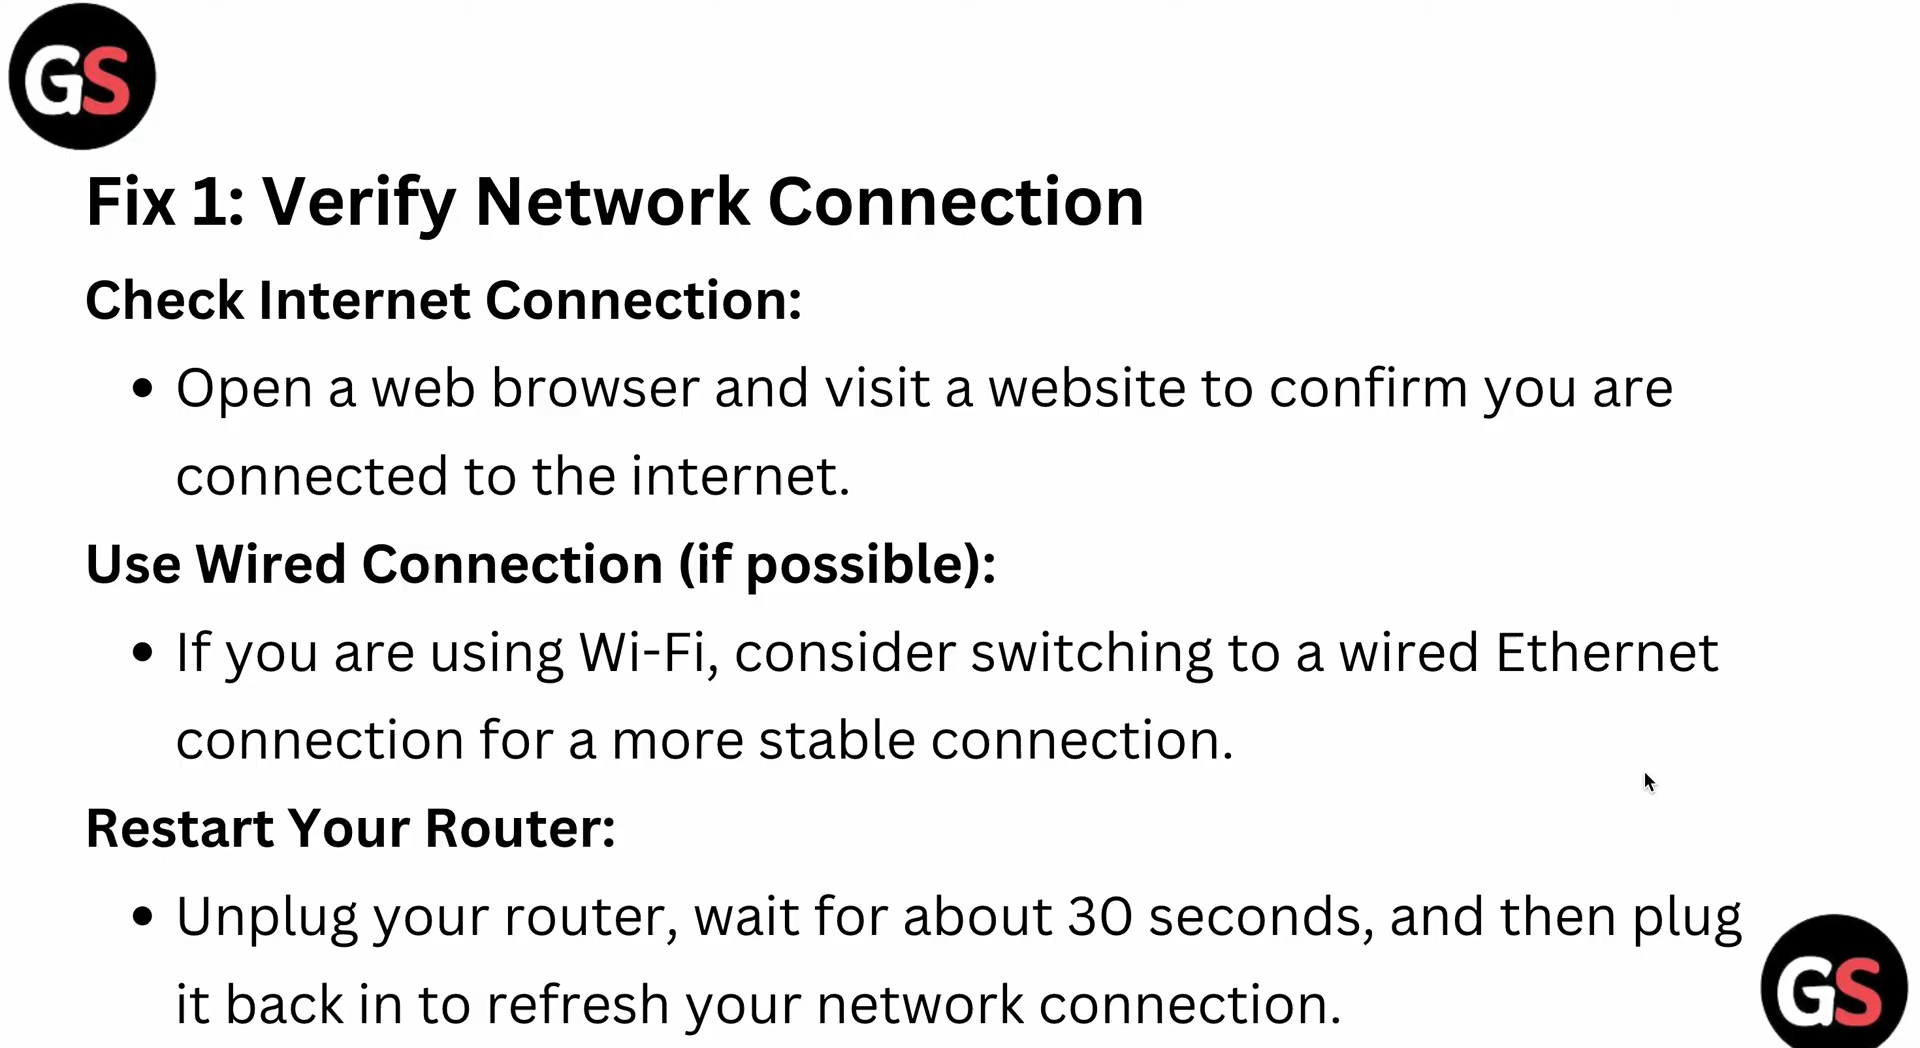 GS
Fix 1: Verify Network Connection
Check Internet Connection:
• Open a web browser and visit a website to confirm you are
connected to the internet.
Use Wired Connection (if possible):
• If you are using Wi-Fi, consider switching to a wired Ethernet
connection for a more stable connection.
Restart Your Router:
• Unplug your router, wait for about 30 seconds, and then plug
it back in to refresh your network connection.
GS